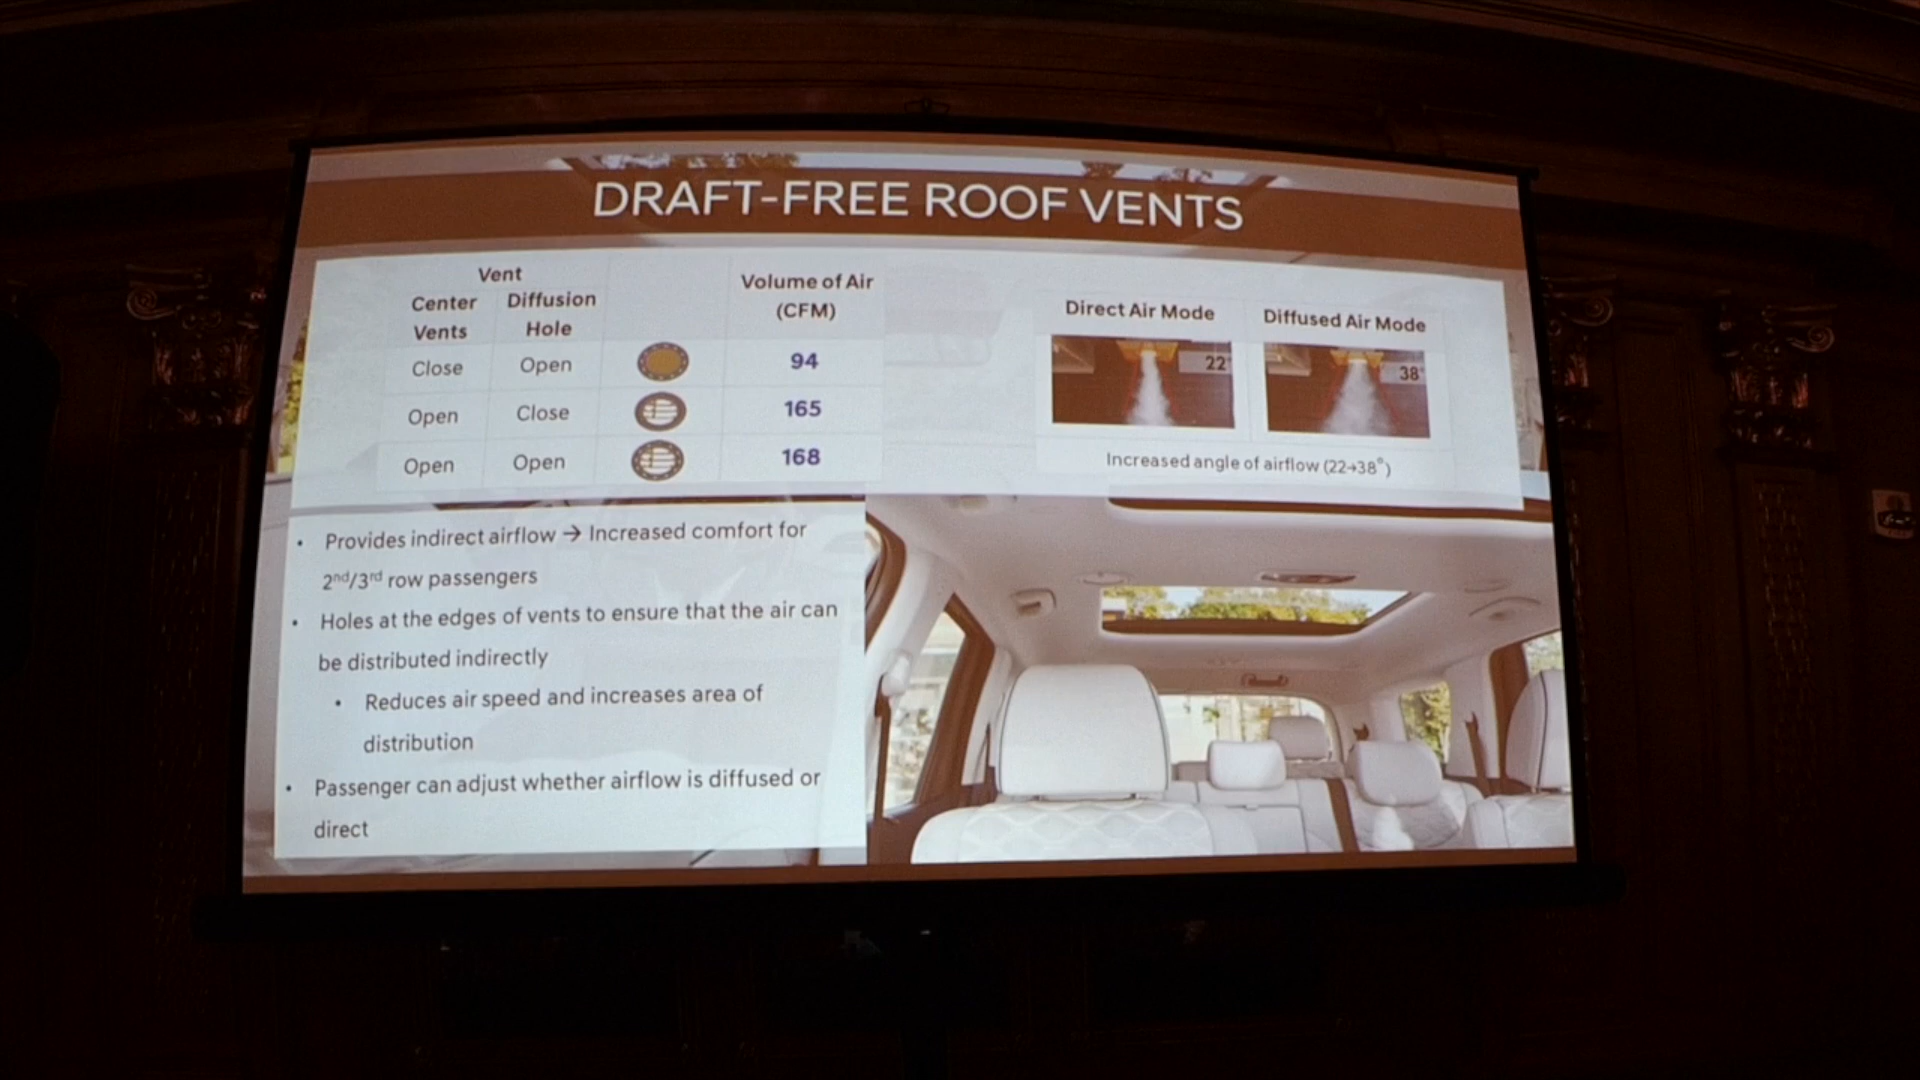 DRAFT-FREE ROOF VENTS
Vent
Center Vents
Diffusion Hole
Volume of Air (CFM)
Close Open 94
Open Close 165
Open Open 168
Direct Air Mode
Diffused Air Mode
22°
38°
Increased angle of airflow (22→38°)
• Provides indirect airflow → Increased comfort for
2nd/3rd row passengers
• Holes at the edges of vents to ensure that the air can
be distributed indirectly
• Reduces air speed and increases area of
distribution
• Passenger can adjust whether airflow is diffused or
direct